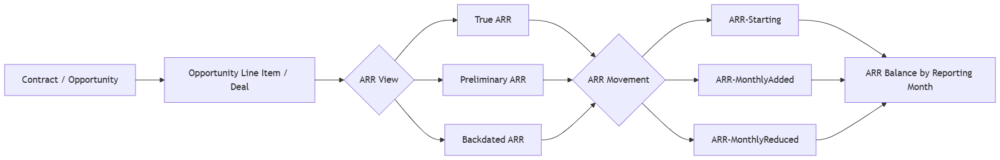 Contract / Opportunity
Opportunity Line Item /
Deal
ARR View
True ARR
Preliminary ARR
Backdated ARR
ARR Movement
ARR-Starting
ARR-MonthlyAdded
ARR-MonthlyReduced
ARR Balance by Reporting
Month